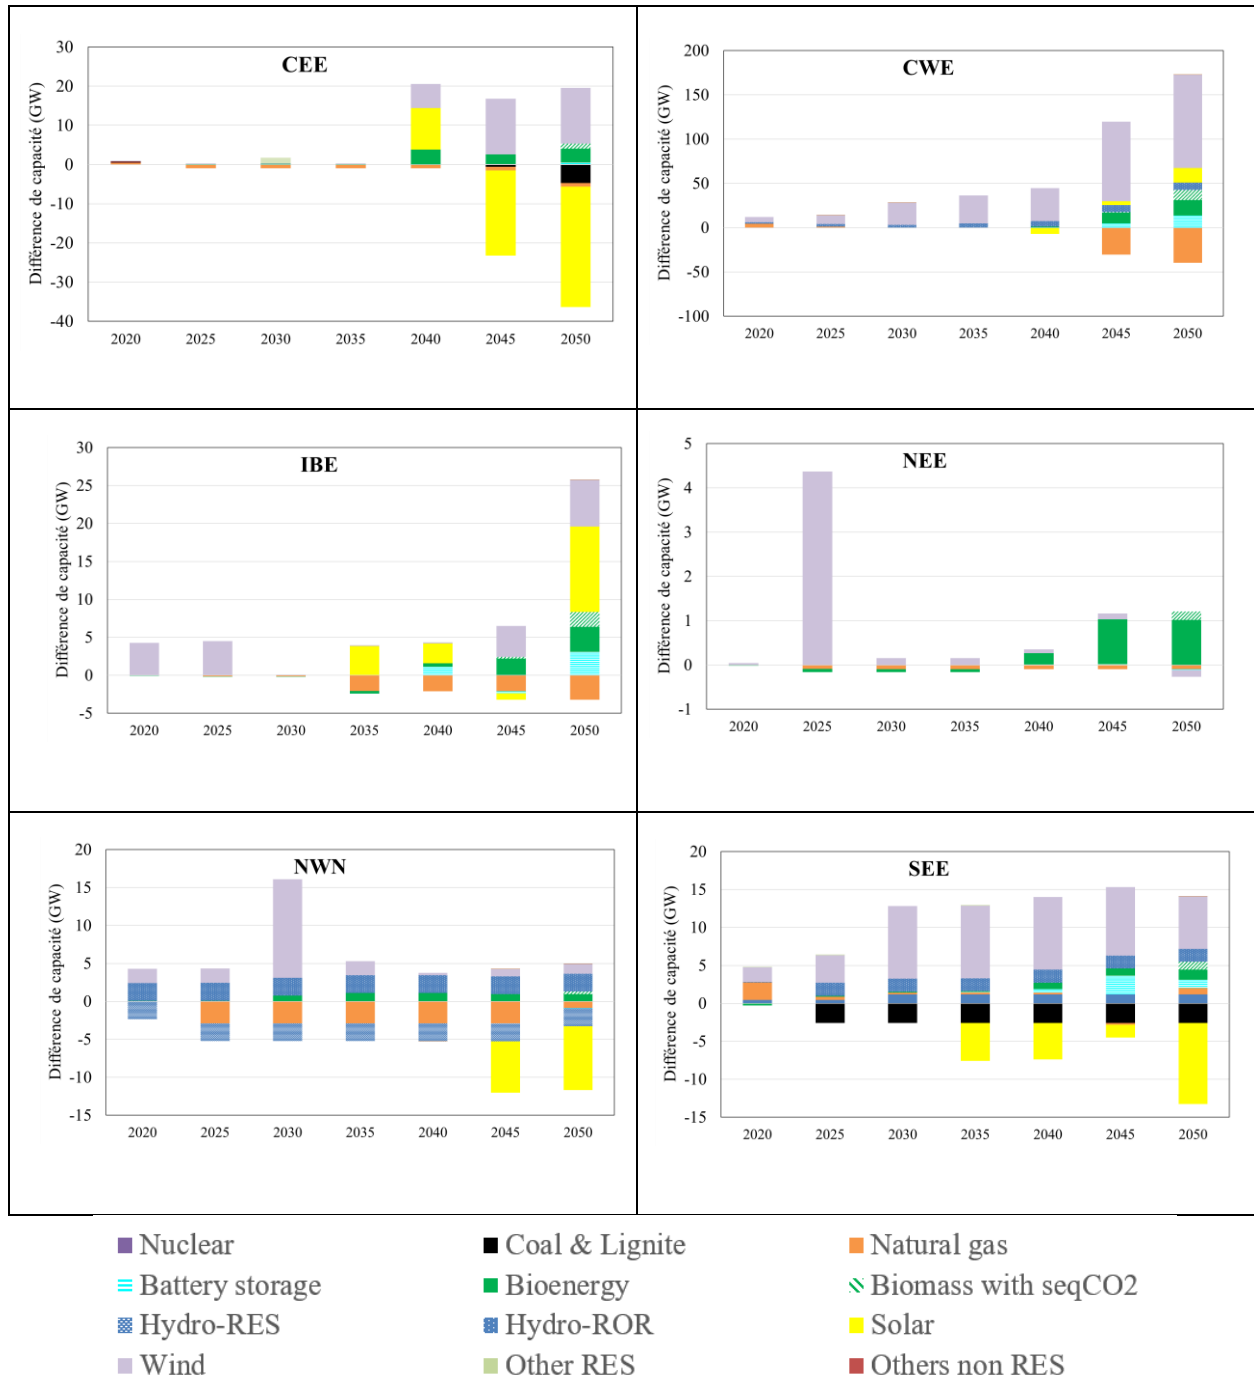 CEE
Différence de capacité (GW)
30
20
10
0
-10
-20
-30
-40
2020 2025 2030 2035 2040 2045 2050
CWE
Différence de capacité (GW)
200
150
100
50
0
-50
-100
2020 2025 2030 2035 2040 2045 2050
IBE
Différence de capacité (GW)
30
25
20
15
10
5
0
-5
2020 2025 2030 2035 2040 2045 2050
NEE
Différence de capacité (GW)
5
4
3
2
1
0
-1
2020 2025 2030 2035 2040 2045 2050
NWN
Différence de capacité (GW)
20
15
10
5
0
-5
-10
-15
2020 2025 2030 2035 2040 2045 2050
SEE
Différence de capacité (GW)
20
15
10
5
0
-5
-10
-15
2020 2025 2030 2035 2040 2045 2050
Nuclear Coal & Lignite Natural gas
Battery storage Bioenergy Biomass with seqCO2
Hydro-RES Hydro-ROR Solar
Wind Other RES Others non RES